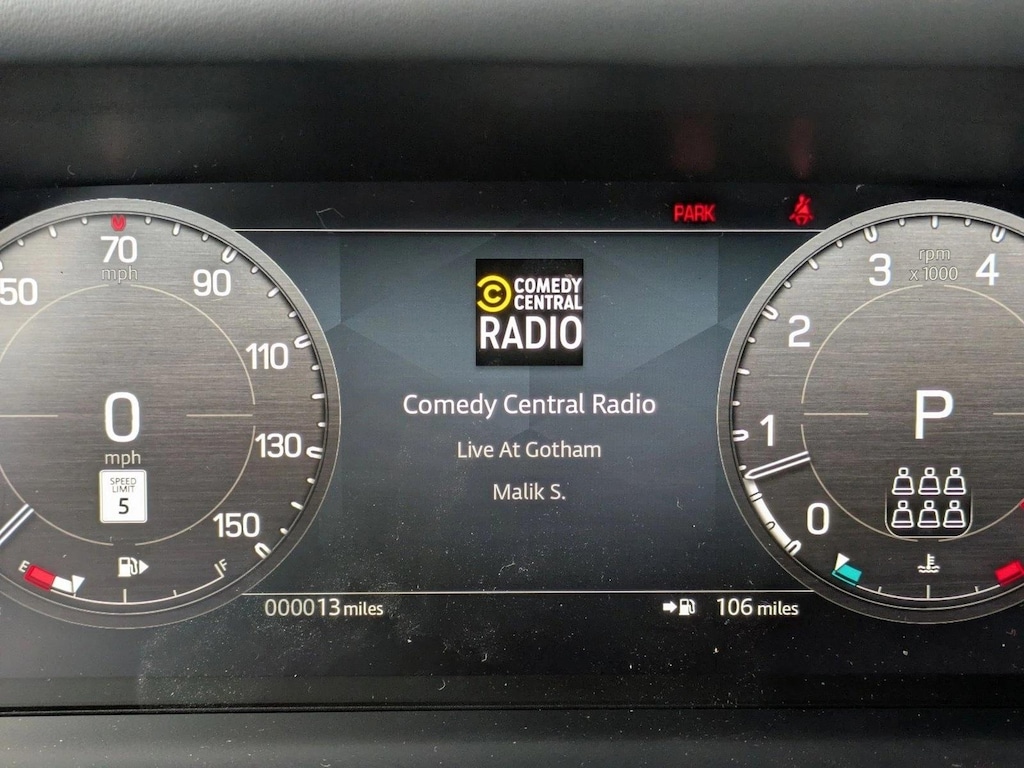 PARK
50
70
mph
90
110
130
150
0
mph
SPEED
LIMIT
5
E
F
000013 miles
COMEDY
CENTRAL
RADIO
Comedy Central Radio
Live At Gotham
Malik S.
106 miles
rpm
x 1000
0
1
2
3
4
P